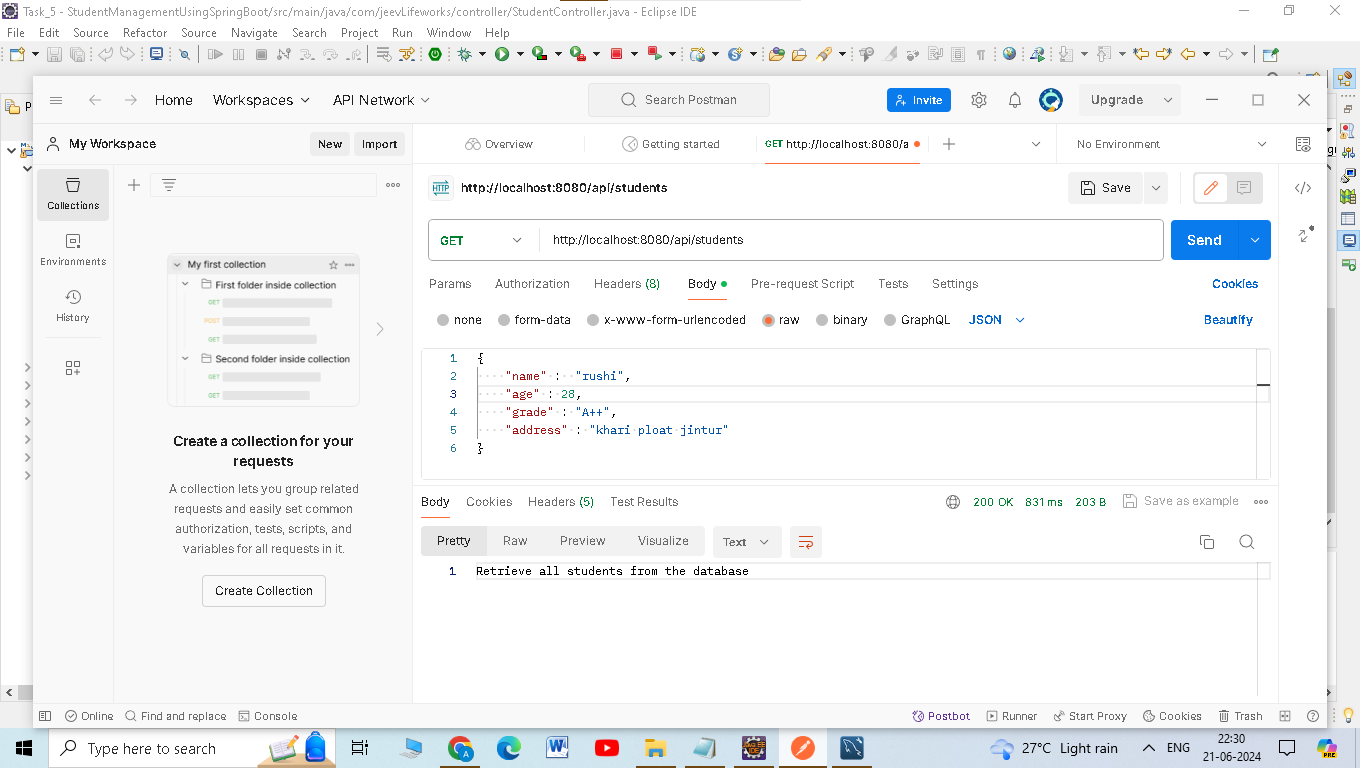 Task_5 - StudentManagementUsingSpringBoot/src/main/java/com/jeevLifeworks/controller/StudentController.java - Eclipse IDE
File Edit Source Refactor Source Navigate Search Project Run Window Help
Home Workspaces API Network Search Postman Invite Upgrade
My Workspace New Import Overview Getting started GET http://localhost:8080/a No Environment
HTTP http://localhost:8080/api/students Save
Collections
Environments
History
My first collection
First folder inside collection
GET
POST
GET
Second folder inside collection
GET
GET
Create a collection for your
requests
A collection lets you group related
requests and easily set common
authorization, tests, scripts, and
variables for all requests in it.
Create Collection
GET http://localhost:8080/api/students Send
Params Authorization Headers (8) Body Pre-request Script Tests Settings Cookies
none form-data x-www-form-urlencoded raw binary GraphQL JSON Beautify
1 {
2 "name" : "rushi",
3 "age" : 28,
4 "grade" : "A++",
5 "address" : "khari ploat jintur"
6 }
Body Cookies Headers (5) Test Results 200 OK 831 ms 203 B Save as example
Pretty Raw Preview Visualize Text
1 Retrieve all students from the database
Online Find and replace Console Postbot Runner Start Proxy Cookies Trash
Type here to search 27°C Light rain ENG 22:30
21-06-2024